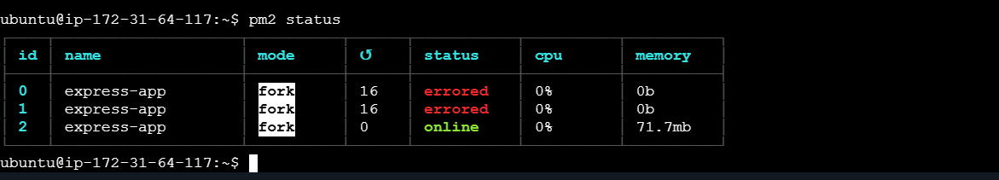 ubuntu@ip-172-31-64-117:~$ pm2 status
id name mode ↺ status cpu memory
0 express-app fork 16 errored 0% 0b
1 express-app fork 16 errored 0% 0b
2 express-app fork 0 online 0% 71.7mb
ubuntu@ip-172-31-64-117:~$